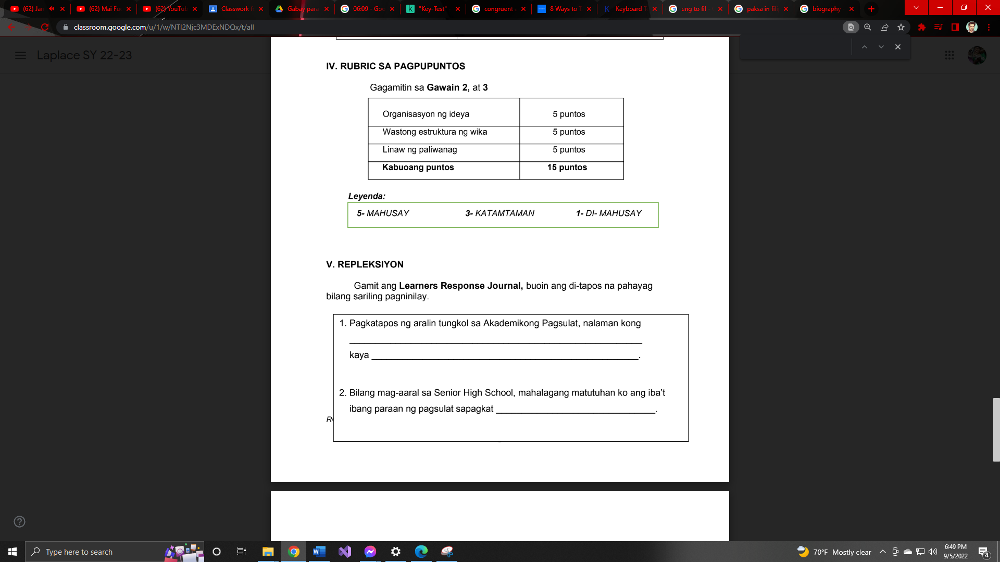 (62) Jan
(62) Mai Fu
(62) YouTub
Classwork f
Gabay para
06:09 - Goo
"Key-Test"
congruent
8 Ways to T
Keyboard T
eng to fil -
paksa in fili
biography -
classroom.google.com/u/1/w/NTI2Njc3MDExNDQx/t/all
Laplace SY 22-23
IV. RUBRIC SA PAGPUPUNTOS
Gagamitin sa Gawain 2, at 3
Organisasyon ng ideya 5 puntos
Wastong estruktura ng wika 5 puntos
Linaw ng paliwanag 5 puntos
Kabuoang puntos 15 puntos
Leyenda:
5- MAHUSAY 3- KATAMTAMAN 1- DI- MAHUSAY
V. REPLEKSIYON
Gamit ang Learners Response Journal, buoin ang di-tapos na pahayag
bilang sariling pagninilay.
1. Pagkatapos ng aralin tungkol sa Akademikong Pagsulat, nalaman kong
kaya .
2. Bilang mag-aaral sa Senior High School, mahalagang matutuhan ko ang iba't
ibang paraan ng pagsulat sapagkat .
Type here to search
70°F Mostly clear
6:49 PM
9/5/2022
4